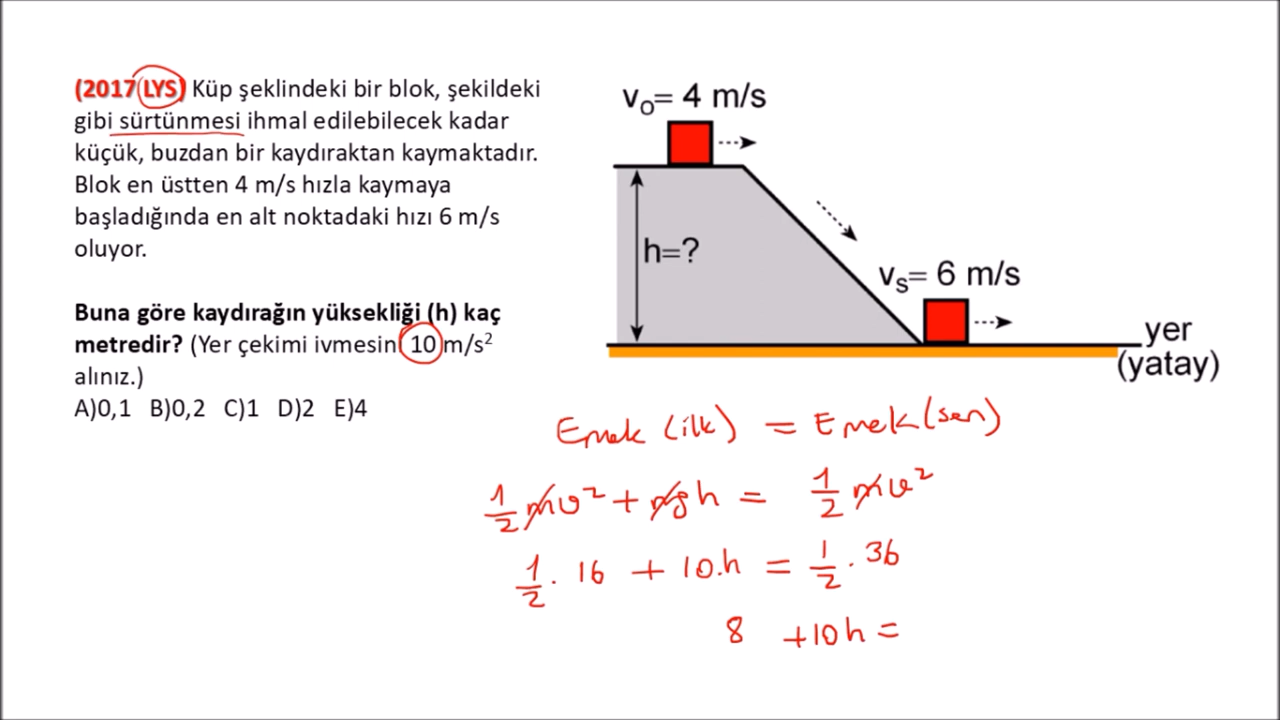 (2017 LYS) Küp şeklindeki bir blok, şekildeki
gibi sürtünmesi ihmal edilebilecek kadar
küçük, buzdan bir kaydıraktan kaymaktadır.
Blok en üstten 4 m/s hızla kaymaya
başladığında en alt noktadaki hızı 6 m/s
oluyor.
Buna göre kaydırağın yüksekliği (h) kaç
metredir? (Yer çekimi ivmesini 10 m/s²
alınız.)
A)0,1 B)0,2 C)1 D)2 E)4
v₀= 4 m/s
h=?
vₛ= 6 m/s
yer
(yatay)
Emek (ilk) = Emek (son)
1/2 mv² + mgh = 1/2 mv²
1/2 . 16 + 10.h = 1/2 . 36
8 +10h =